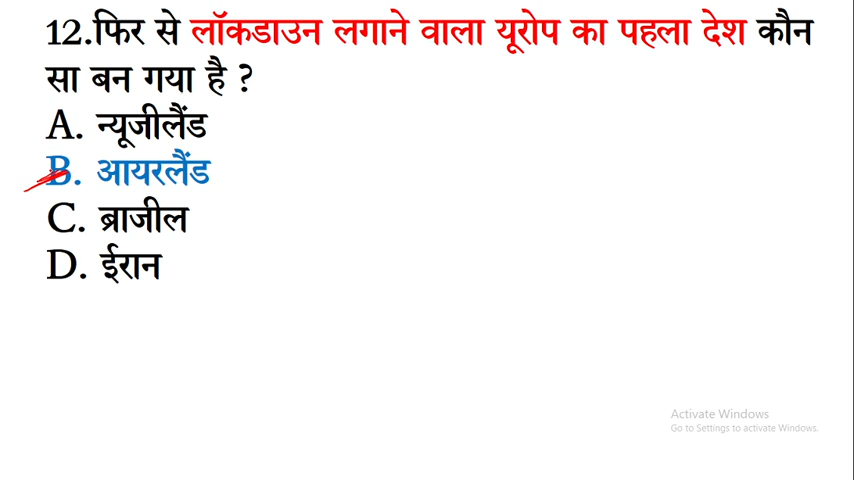 12.फिर से लॉकडाउन लगाने वाला यूरोप का पहला देश कौन
सा बन गया है ?
A. न्यूजीलैंड
B. आयरलैंड
C. ब्राजील
D. ईरान
Activate Windows
Go to Settings to activate Windows.